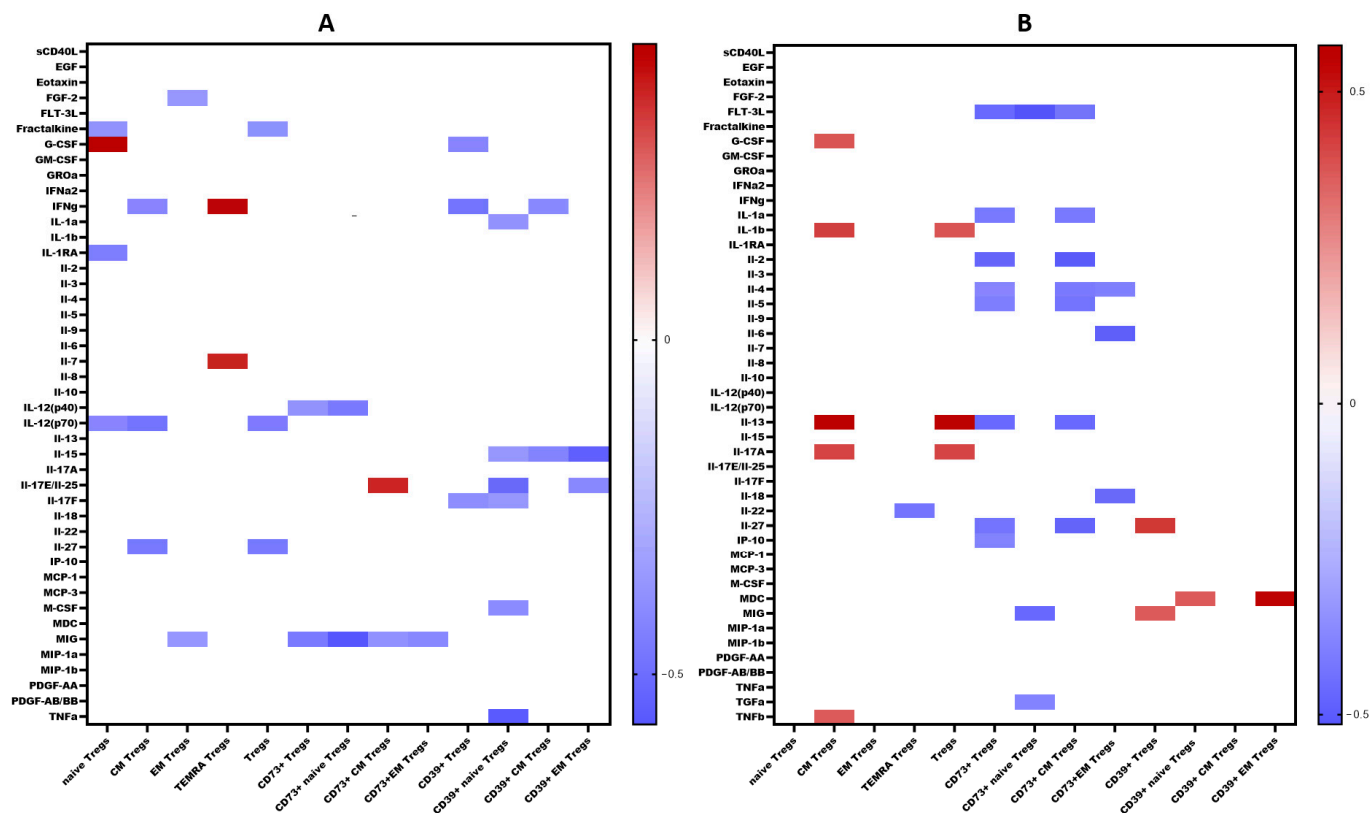 A
sCD40L
EGF
Eotaxin
FGF-2
FLT-3L
Fractalkine
G-CSF
GM-CSF
GROa
IFNa2
IFNg
IL-1a
IL-1b
IL-1RA
Il-2
Il-3
Il-4
Il-5
Il-9
Il-6
Il-7
Il-8
Il-10
IL-12(p40)
IL-12(p70)
Il-13
Il-15
Il-17A
Il-17E/Il-25
Il-17F
Il-18
Il-22
Il-27
IP-10
MCP-1
MCP-3
M-CSF
MDC
MIG
MIP-1a
MIP-1b
PDGF-AA
PDGF-AB/BB
TNFa
naive Tregs
CM Tregs
EM Tregs
TEMRA Tregs
Tregs
CD73+ Tregs
CD73+ naive Tregs
CD73+ CM Tregs
CD73+EM Tregs
CD39+ Tregs
CD39+ naive Tregs
CD39+ CM Tregs
CD39+ EM Tregs
0
-0.5
B
sCD40L
EGF
Eotaxin
FGF-2
FLT-3L
Fractalkine
G-CSF
GM-CSF
GROa
IFNa2
IFNg
IL-1a
IL-1b
IL-1RA
Il-2
Il-3
Il-4
Il-5
Il-9
Il-6
Il-7
Il-8
Il-10
IL-12(p40)
IL-12(p70)
Il-13
Il-15
Il-17A
Il-17E/Il-25
Il-17F
Il-18
Il-22
Il-27
IP-10
MCP-1
MCP-3
M-CSF
MDC
MIG
MIP-1a
MIP-1b
PDGF-AA
PDGF-AB/BB
TNFa
TGFa
TNFb
naive Tregs
CM Tregs
EM Tregs
TEMRA Tregs
Tregs
CD73+ Tregs
CD73+ naive Tregs
CD73+ CM Tregs
CD73+EM Tregs
CD39+ Tregs
CD39+ naive Tregs
CD39+ CM Tregs
CD39+ EM Tregs
0.5
0
-0.5